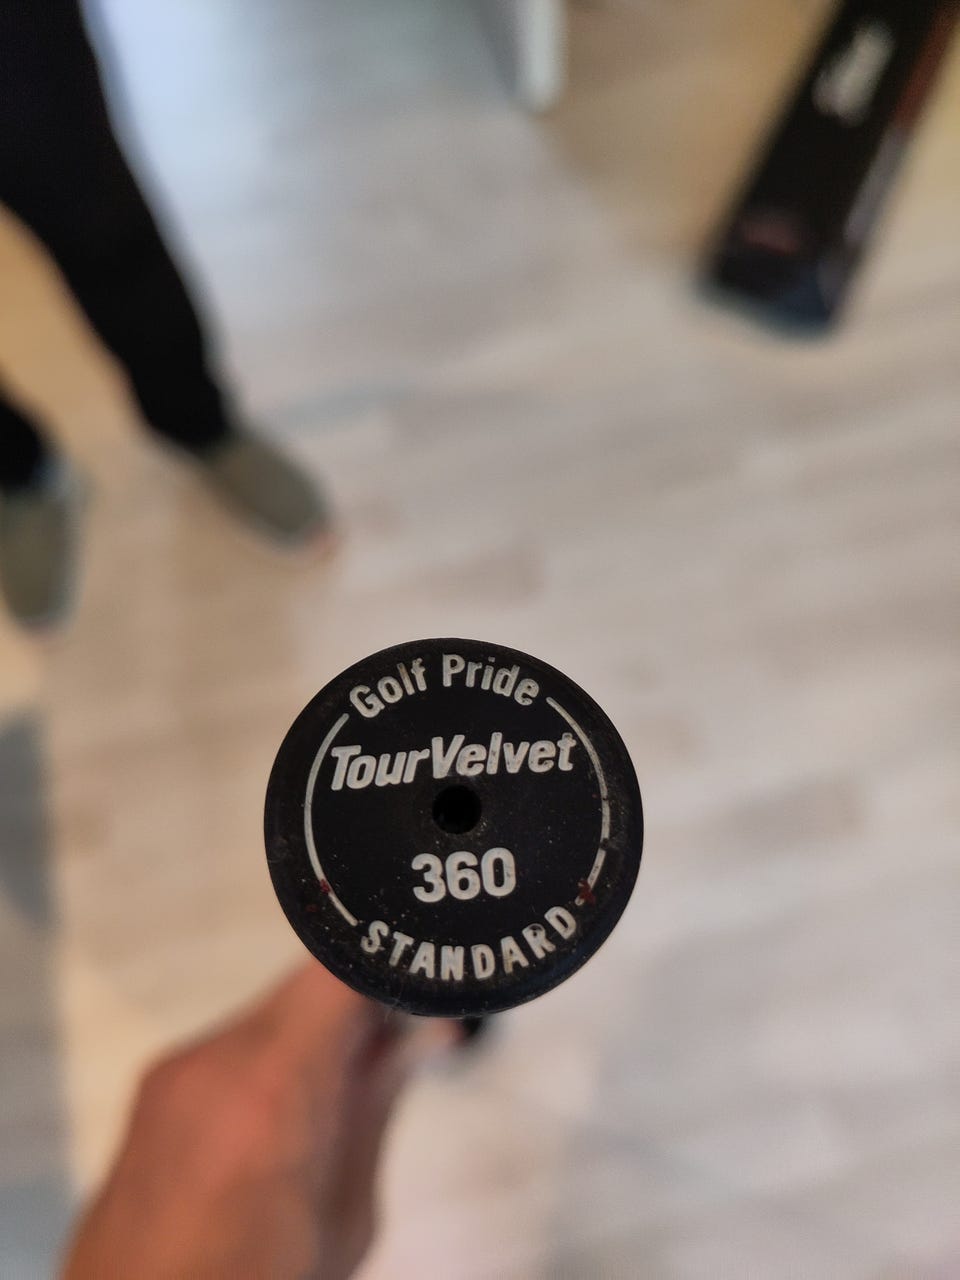 Golf Pride
TourVelvet
360
STANDARD